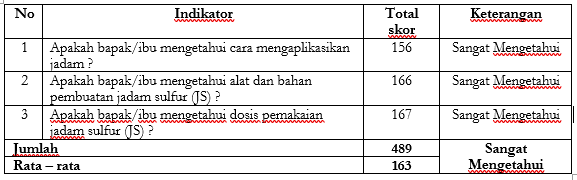 No Indikator Total skor Keterangan
1 Apakah bapak/ibu mengetahui cara mengaplikasikan jadam ? 156 Sangat Mengetahui
2 Apakah bapak/ibu mengetahui alat dan bahan pembuatan jadam sulfur (JS) ? 166 Sangat Mengetahui
3 Apakah bapak/ibu mengetahui dosis pemakaian jadam sulfur (JS) ? 167 Sangat Mengetahui
Jumlah 489 Sangat Mengetahui
Rata – rata 163